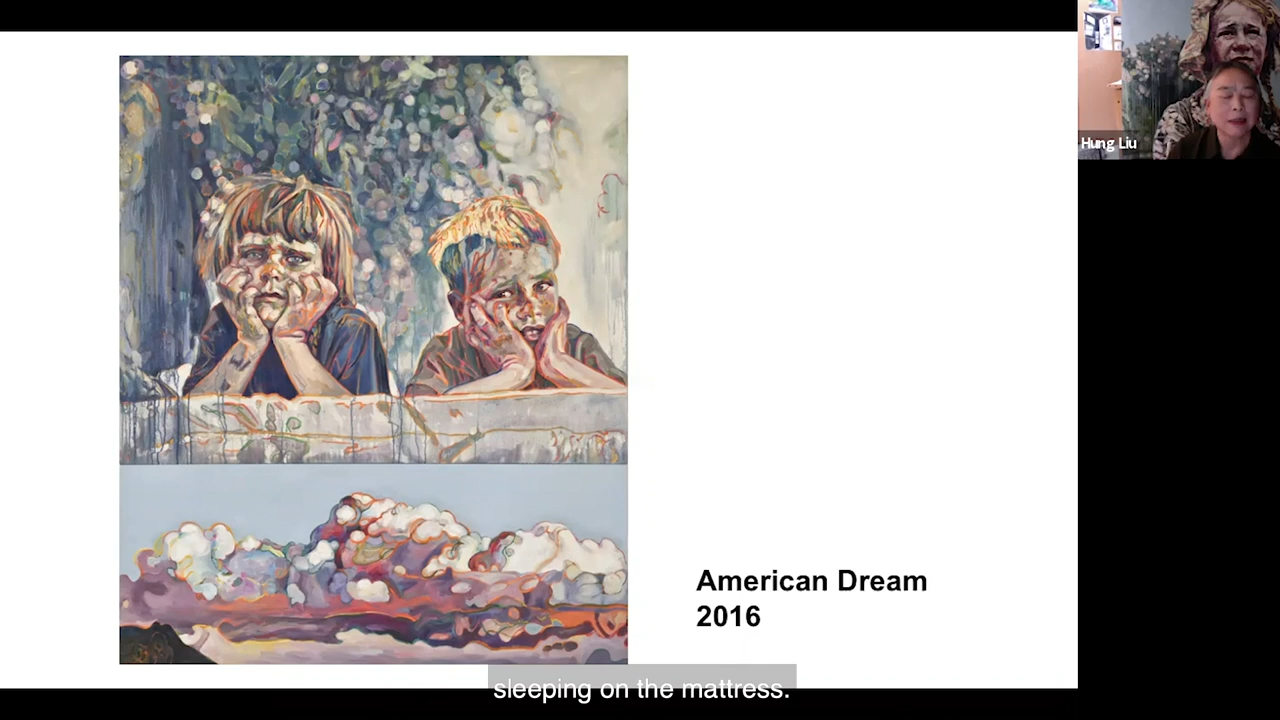 Hung Liu
American Dream
2016
sleeping on the mattress.